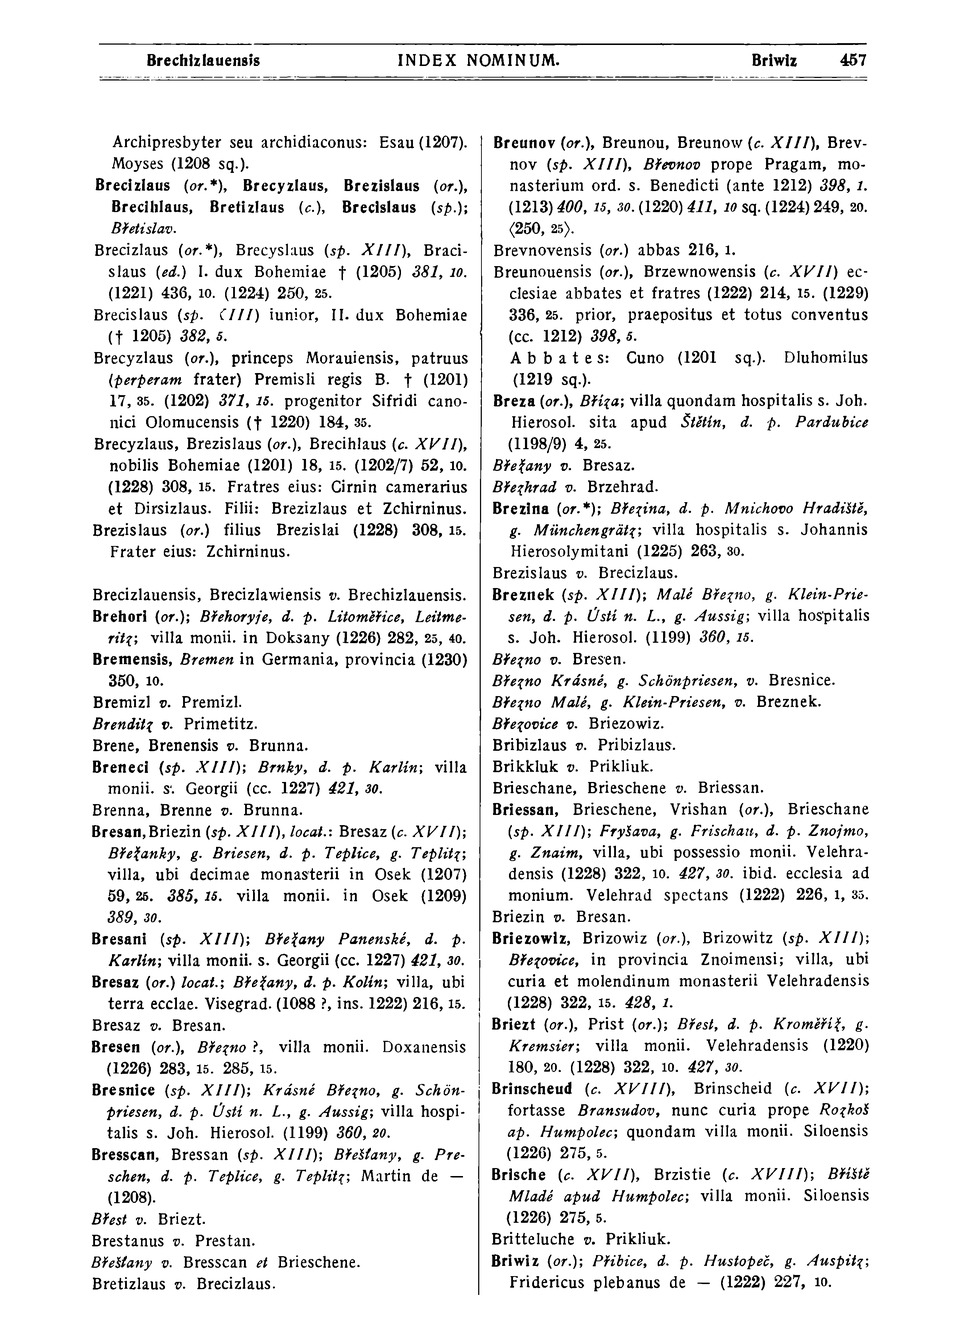 Brechizlauensis INDEX NOMINUM. Briwiz 457
Archipresbyter seu archidiaconus: Esau (1207).
Moyses (1208 sq.).
Brecizlaus (or.*), Brecyzlaus, Brezislaus (or.),
Brecihlaus, Bretizlaus (c.), Brecislaus (sp.);
Břetislav.
Brecizlaus (or.*), Brecyslaus (sp. XIII), Braci-
slaus (ed.) I. dux Bohemiae † (1205) 381, 10.
(1221) 436, 10. (1224) 250, 25.
Brecislaus (sp. XIII) iunior, II. dux Bohemiae
(† 1205) 382, 5.
Brecyzlaus (or.), princeps Morauiensis, patruus
(perperam frater) Premisli regis B. † (1201)
17, 35. (1202) 371, 15. progenitor Sifridi cano-
nici Olomucensis († 1220) 184, 35.
Brecyzlaus, Brezislaus (or.), Brecihlaus (c. XVII),
nobilis Bohemiae (1201) 18, 15. (1202/7) 52, 10.
(1228) 308, 15. Fratres eius: Cirnin camerarius
et Dirsizlaus. Filii: Brezizlaus et Zchirninus.
Brezislaus (or.) filius Brezislai (1228) 308, 15.
Frater eius: Zchirninus.
Brecizlauensis, Brecizlawiensis v. Brechizlauensis.
Brehori (or.); Břehoryje, d. p. Litoměřice, Leitme-
ritz; villa monii. in Doksany (1226) 282, 25, 40.
Bremensis, Bremen in Germania, provincia (1230)
350, 10.
Bremizl v. Premizl.
Brenditz v. Primetitz.
Brene, Brenensis v. Brunna.
Breneci (sp. XIII); Brnky, d. p. Karlín; villa
monii. s. Georgii (cc. 1227) 421, 30.
Brenna, Brenne v. Brunna.
Bresan, Briezin (sp. XIII), locat.: Bresaz (c. XVII);
Břežanky, g. Briesen, d. p. Teplice, g. Teplitz;
villa, ubi decimae monasterii in Osek (1207)
59, 25. 385, 15. villa monii. in Osek (1209)
389, 30.
Bresani (sp. XIII); Břežany Panenské, d. p.
Karlín; villa monii. s. Georgii (cc. 1227) 421, 30.
Bresaz (or.) locat.; Břežany, d. p. Kolín; villa, ubi
terra ecclae. Visegrad. (1088 ?, ins. 1222) 216, 15.
Bresaz v. Bresan.
Bresen (or.), Březno ?, villa monii. Doxanensis
(1226) 283, 15. 285, 15.
Bresnice (sp. XIII); Krásné Březno, g. Schön-
priesen, d. p. Ústí n. L., g. Aussig; villa hospi-
talis s. Joh. Hierosol. (1199) 360, 20.
Bresscan, Bressan (sp. XIII); Břešťany, g. Pre-
schen, d. p. Teplice, g. Teplitz; Martin de —
(1208).
Břest v. Briezt.
Brestanus v. Prestan.
Břešťany v. Bresscan et Brieschene.
Bretizlaus v. Brecizlaus.
Breunov (or.), Breunou, Breunow (c. XIII), Brev-
nov (sp. XIII), Břevnov prope Pragam, mo-
nasterium ord. s. Benedicti (ante 1212) 398, 1.
(1213) 400, 15, 30. (1220) 411, 10 sq. (1224) 249, 20.
⟨250, 25⟩.
Brevnovensis (or.) abbas 216, 1.
Breunouensis (or.), Brzewnowensis (c. XVII) ec-
clesiae abbates et fratres (1222) 214, 15. (1229)
336, 25. prior, praepositus et totus conventus
(cc. 1212) 398, 5.
Abbates: Cuno (1201 sq.). Dluhomilus
(1219 sq.).
Breza (or.), Bříza; villa quondam hospitalis s. Joh.
Hierosol. sita apud Štětín, d. p. Pardubice
(1198/9) 4, 25.
Břežany v. Bresaz.
Březhrad v. Brzehrad.
Brezina (or.*); Březina, d. p. Mnichovo Hradiště,
g. Münchengrätz; villa hospitalis s. Johannis
Hierosolymitani (1225) 263, 30.
Brezislaus v. Brecizlaus.
Breznek (sp. XIII); Malé Březno, g. Klein-Prie-
sen, d. p. Ústí n. L., g. Aussig; villa hospitalis
s. Joh. Hierosol. (1199) 360, 15.
Březno v. Bresen.
Březno Krásné, g. Schönpriesen, v. Bresnice.
Březno Malé, g. Klein-Priesen, v. Breznek.
Březovice v. Briezowiz.
Bribizlaus v. Pribizlaus.
Brikkluk v. Prikliuk.
Brieschane, Brieschene v. Briessan.
Briessan, Brieschene, Vrishan (or.), Brieschane
(sp. XIII); Fryšava, g. Frischau, d. p. Znojmo,
g. Znaim, villa, ubi possessio monii. Velehra-
densis (1228) 322, 10. 427, 30. ibid. ecclesia ad
monium. Velehrad spectans (1222) 226, 1, 35.
Briezin v. Bresan.
Briezowiz, Brizowiz (or.), Brizowitz (sp. XIII);
Březovice, in provincia Znoimensi; villa, ubi
curia et molendinum monasterii Velehradensis
(1228) 322, 15. 428, 1.
Briezt (or.), Prist (or.); Břest, d. p. Kroměříž, g.
Kremsier; villa monii. Velehradensis (1220)
180, 20. (1228) 322, 10. 427, 30.
Brinscheud (c. XVIII), Brinscheid (c. XVII);
fortasse Bransudov, nunc curia prope Rozkoš
ap. Humpolec; quondam villa monii. Siloensis
(1226) 275, 5.
Brische (c. XVII), Brzistie (c. XVIII); Bříště
Mladé apud Humpolec; villa monii. Siloensis
(1226) 275, 5.
Britteluche v. Prikliuk.
Briwiz (or.); Přibice, d. p. Hustopeč, g. Auspitz;
Fridericus plebanus de — (1222) 227, 10.